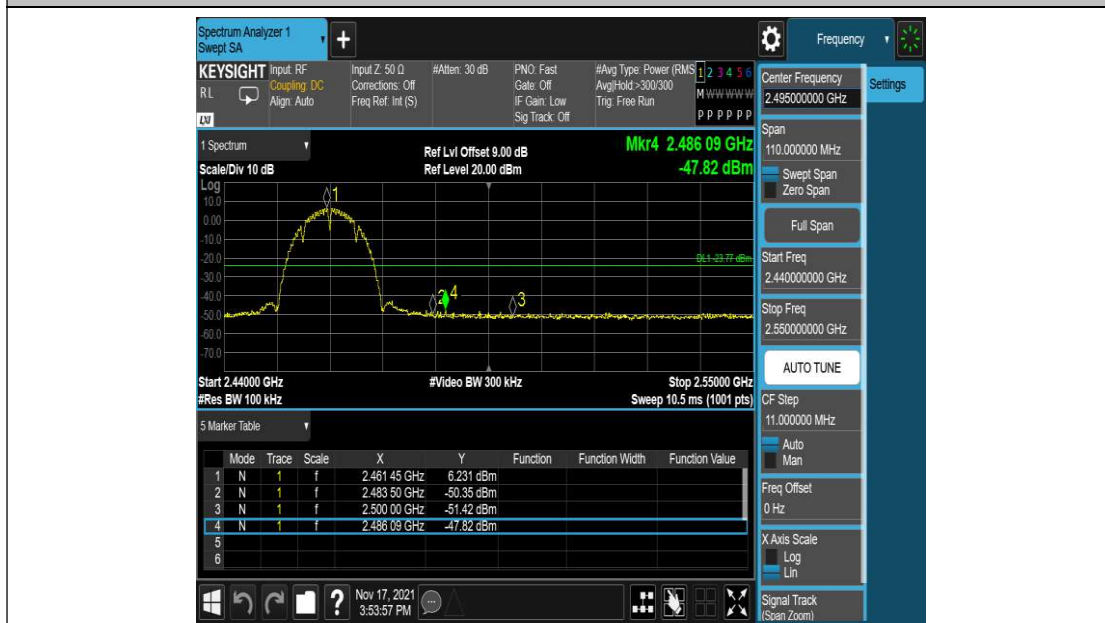 Spectrum Analyzer 1
Swept SA
+
Frequency
KEYSIGHT
RL
LXI
Input: RF
Coupling: DC
Align: Auto
Input Z: 50 Ω
Corrections: Off
Freq Ref: Int (S)
#Atten: 30 dB
PNO: Fast
Gate: Off
IF Gain: Low
Sig Track: Off
#Avg Type: Power (RMS
Avg|Hold:>300/300
Trig: Free Run
1 2 3 4 5 6
M W W W W W
P P P P P P
1 Spectrum
Scale/Div 10 dB
Log
Ref Lvl Offset 9.00 dB
Ref Level 20.00 dBm
Mkr4 2.486 09 GHz
-47.82 dBm
10.0
0.00
-10.0
-20.0
-30.0
-40.0
-50.0
-60.0
-70.0
1
2
4
3
DL1 -23.77 dBm
Start 2.44000 GHz
#Video BW 300 kHz
Stop 2.55000 GHz
#Res BW 100 kHz
Sweep 10.5 ms (1001 pts)
5 Marker Table
Mode Trace Scale X Y Function Function Width Function Value
1 N 1 f 2.461 45 GHz 6.231 dBm
2 N 1 f 2.483 50 GHz -50.35 dBm
3 N 1 f 2.500 00 GHz -51.42 dBm
4 N 1 f 2.486 09 GHz -47.82 dBm
5
6
?
Nov 17, 2021
3:53:57 PM
Center Frequency
2.495000000 GHz
Settings
Span
110.000000 MHz
Swept Span
Zero Span
Full Span
Start Freq
2.440000000 GHz
Stop Freq
2.550000000 GHz
AUTO TUNE
CF Step
11.000000 MHz
Auto
Man
Freq Offset
0 Hz
X Axis Scale
Log
Lin
Signal Track
(Span Zoom)